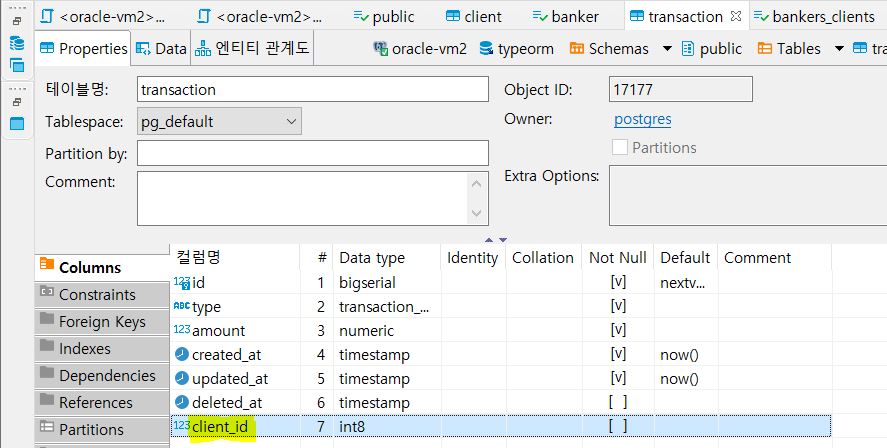 <oracle-vm2>... <oracle-vm2>... public client banker transaction bankers_clients
Properties Data 엔티티 관계도 oracle-vm2 typeorm Schemas public Tables tra
테이블명: transaction Object ID: 17177
Tablespace: pg_default Owner: postgres
Partition by: Partitions
Comment: Extra Options:
컬럼명 # Data type Identity Collation Not Null Default Comment
Columns
Constraints
Foreign Keys
Indexes
Dependencies
References
Partitions
123 id 1 bigserial [v] nextv...
ABC type 2 transaction_... [v]
123 amount 3 numeric [v]
created_at 4 timestamp [v] now()
updated_at 5 timestamp [v] now()
deleted_at 6 timestamp [ ]
123 client_id 7 int8 [ ]